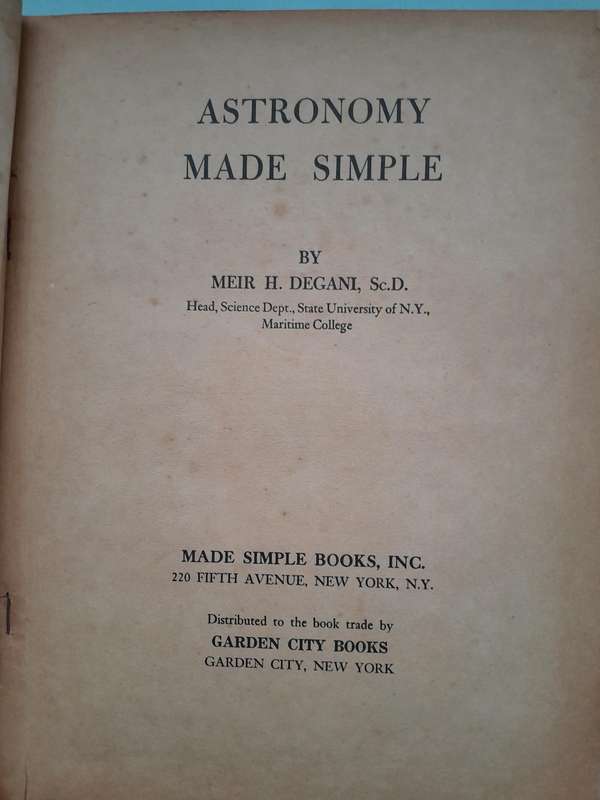 ASTRONOMY
MADE SIMPLE
BY
MEIR H. DEGANI, Sc.D.
Head, Science Dept., State University of N.Y.,
Maritime College
MADE SIMPLE BOOKS, INC.
220 FIFTH AVENUE, NEW YORK, N.Y.
Distributed to the book trade by
GARDEN CITY BOOKS
GARDEN CITY, NEW YORK